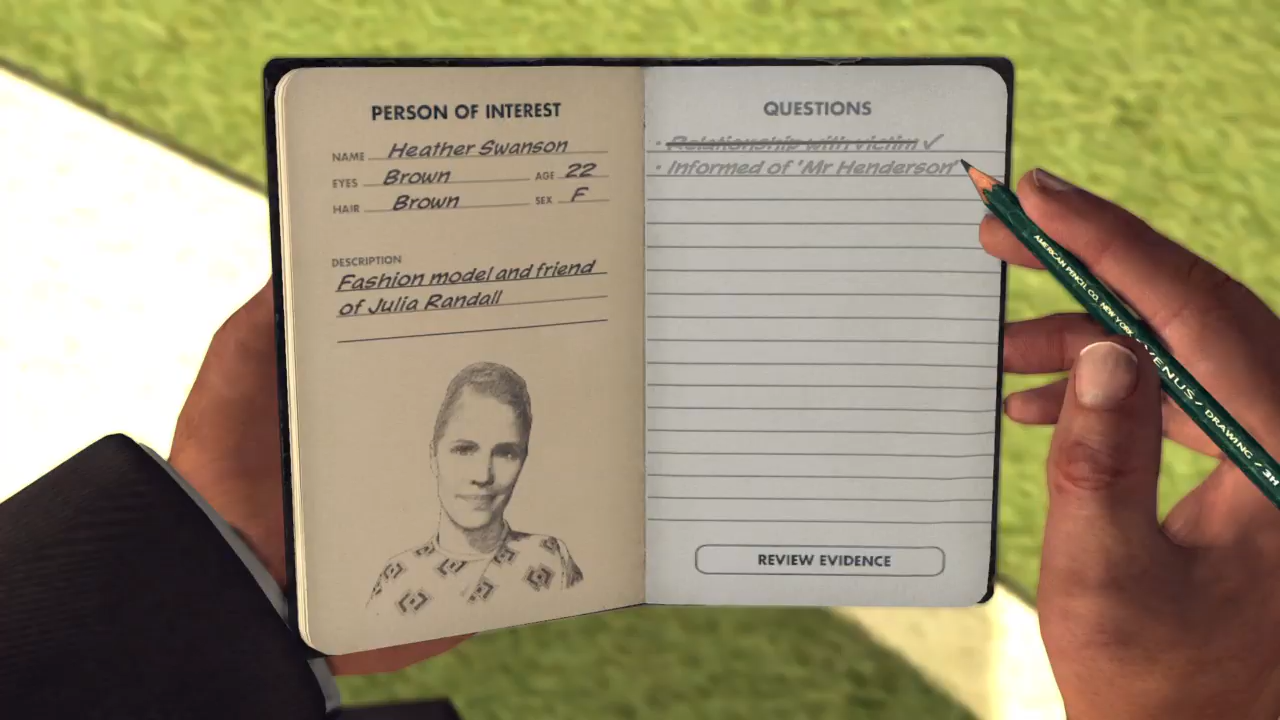 PERSON OF INTEREST
NAME Heather Swanson
EYES Brown AGE 22
HAIR Brown SEX F
DESCRIPTION
Fashion model and friend
of Julia Randall
QUESTIONS
· Relationship with victim ✓
· Informed of 'Mr Henderson'
REVIEW EVIDENCE
AMERICAN PENCIL CO. NEW YORK VENUS / DRAWING / 3H